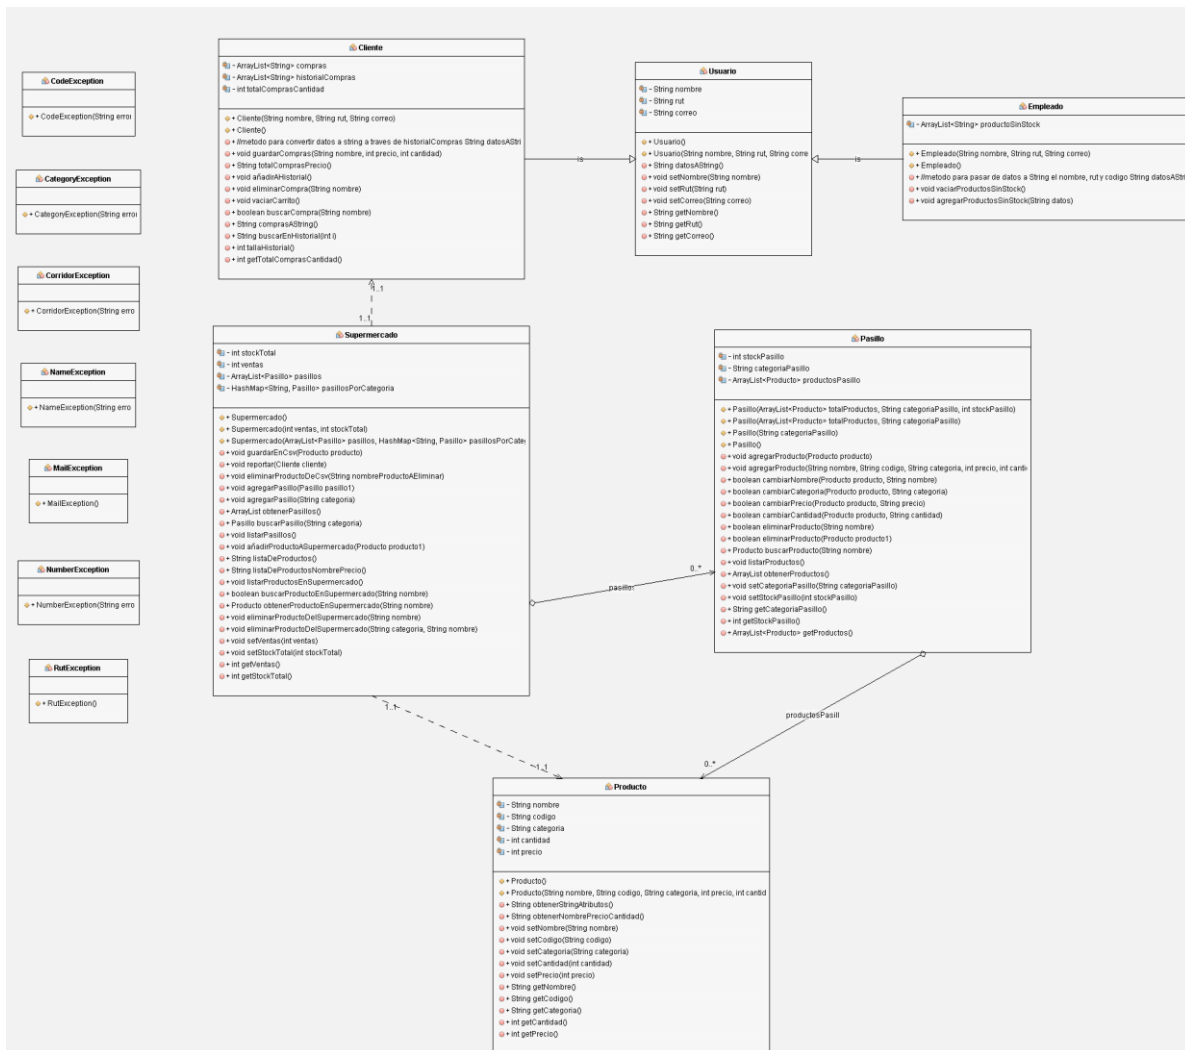 CodeException
+ CodeException(String erro
CategoryException
+ CategoryException(String erro
CorridorException
+ CorridorException(String erro
NameException
+ NameException(String erro
MailException
+ MailException()
NumberException
+ NumberException(String erro
RutException
+ RutException()
Cliente
- ArrayList<String> compras
- ArrayList<String> historialCompras
- int totalComprasCantidad
+ Cliente(String nombre, String rut, String correo)
+ Cliente()
+ //metodo para convertir datos a string a traves de historialCompras String datosAStri
+ void guardarCompras(String nombre, int precio, int cantidad)
+ String totalComprasPrecio()
+ void añadirAHistorial()
+ void eliminarCompra(String nombre)
+ void vaciarCarrito()
+ boolean buscarCompra(String nombre)
+ String comprasAString()
+ String buscarEnHistorial(int i)
+ int tallaHistorial()
+ int getTotalComprasCantidad()
is
Usuario
- String nombre
- String rut
- String correo
+ Usuario()
+ Usuario(String nombre, String rut, String corre
+ String datosAString()
+ void setNombre(String nombre)
+ void setRut(String rut)
+ void setCorreo(String correo)
+ String getNombre()
+ String getRut()
+ String getCorreo()
is
Empleado
- ArrayList<String> productoSinStock
+ Empleado(String nombre, String rut, String correo)
+ Empleado()
+ //metodo para pasar de datos a String el nombre, rut y codigo String datosAStr
+ void vaciarProductosSinStock()
+ void agregarProductosSinStock(String datos)
1..1
1..1
Supermercado
- int stockTotal
- int ventas
- ArrayList<Pasillo> pasillos
- HashMap<String, Pasillo> pasillosPorCategoria
+ Supermercado()
+ Supermercado(int ventas, int stockTotal)
+ Supermercado(ArrayList<Pasillo> pasillos, HashMap<String, Pasillo> pasillosPorCate
+ void guardarEnCsv(Producto producto)
+ void reportar(Cliente cliente)
+ void eliminarProductoDeCsv(String nombreProductoAEliminar)
+ void agregarPasillo(Pasillo pasillo1)
+ void agregarPasillo(String categoria)
+ ArrayList obtenerPasillos()
+ Pasillo buscarPasillo(String categoria)
+ void listarPasillos()
+ void añadirProductoASupermercado(Producto producto1)
+ String listaDeProductos()
+ String listaDeProductosNombrePrecio()
+ void listarProductosEnSupermercado()
+ boolean buscarProductoEnSupermercado(String nombre)
+ Producto obtenerProductoEnSupermercado(String nombre)
+ void eliminarProductoDelSupermercado(String nombre)
+ void eliminarProductoDelSupermercado(String categoria, String nombre)
+ void setVentas(int ventas)
+ void setStockTotal(int stockTotal)
+ int getVentas()
+ int getStockTotal()
0..*
Pasillo
- int stockPasillo
- String categoriaPasillo
- ArrayList<Producto> productosPasillo
+ Pasillo(ArrayList<Producto> totalProductos, String categoriaPasillo, int stockPasillo)
+ Pasillo(ArrayList<Producto> totalProductos, String categoriaPasillo)
+ Pasillo(String categoriaPasillo)
+ Pasillo()
+ void agregarProducto(Producto producto)
+ void agregarProducto(String nombre, String codigo, String categoria, int precio, int canti
+ boolean cambiarNombre(Producto producto, String nombre)
+ boolean cambiarCategoria(Producto producto, String categoria)
+ boolean cambiarPrecio(Producto producto, String precio)
+ boolean cambiarCantidad(Producto producto, String cantidad)
+ boolean eliminarProducto(String nombre)
+ boolean eliminarProducto(Producto producto1)
+ Producto buscarProducto(String nombre)
+ void listarProductos()
+ ArrayList obtenerProductos()
+ void setCategoriaPasillo(String categoriaPasillo)
+ void setStockPasillo(int stockPasillo)
+ String getCategoriaPasillo()
+ int getStockPasillo()
+ ArrayList<Producto> getProductos()
1..1
1..1
productosPasill
0..*
Producto
- String nombre
- String codigo
- String categoria
- int cantidad
- int precio
+ Producto()
+ Producto(String nombre, String codigo, String categoria, int precio, int cantid
+ String obtenerStringAtributos()
+ String obtenerNombrePrecioCantidad()
+ void setNombre(String nombre)
+ void setCodigo(String codigo)
+ void setCategoria(String categoria)
+ void setCantidad(int cantidad)
+ void setPrecio(int precio)
+ String getNombre()
+ String getCodigo()
+ String getCategoria()
+ int getCantidad()
+ int getPrecio()